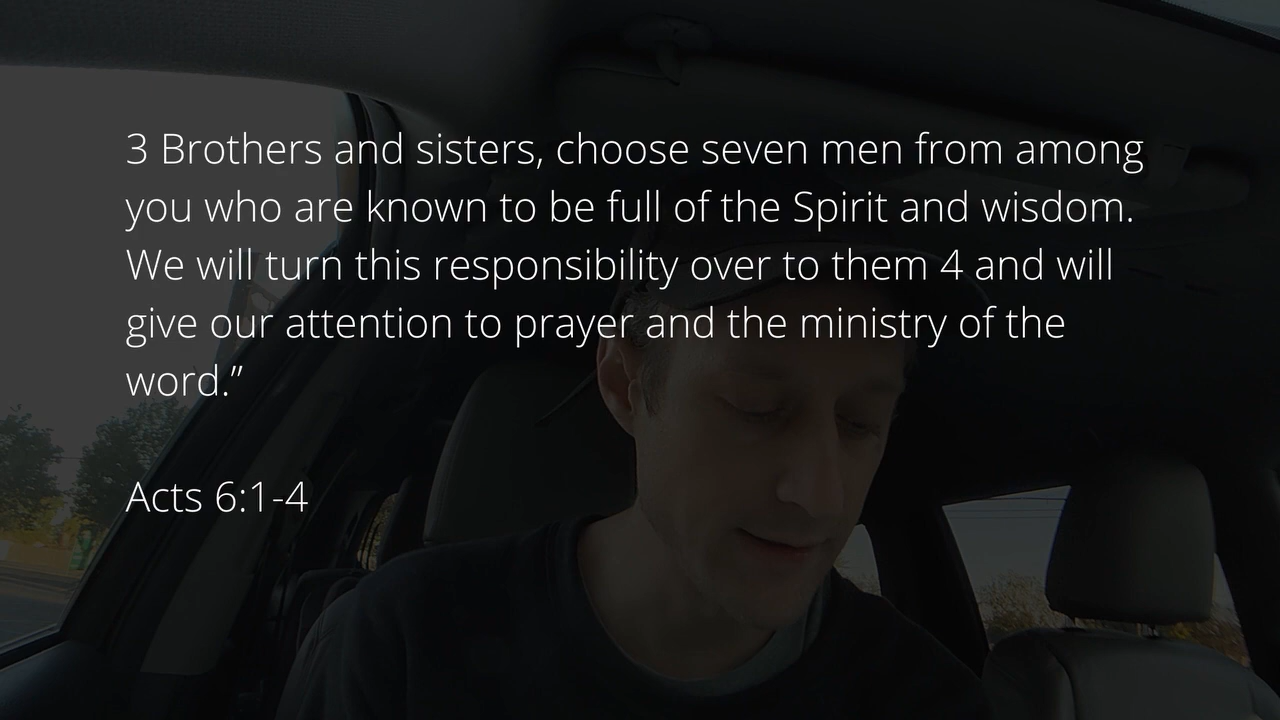 3 Brothers and sisters, choose seven men from among
you who are known to be full of the Spirit and wisdom.
We will turn this responsibility over to them 4 and will
give our attention to prayer and the ministry of the
word.”
Acts 6:1-4